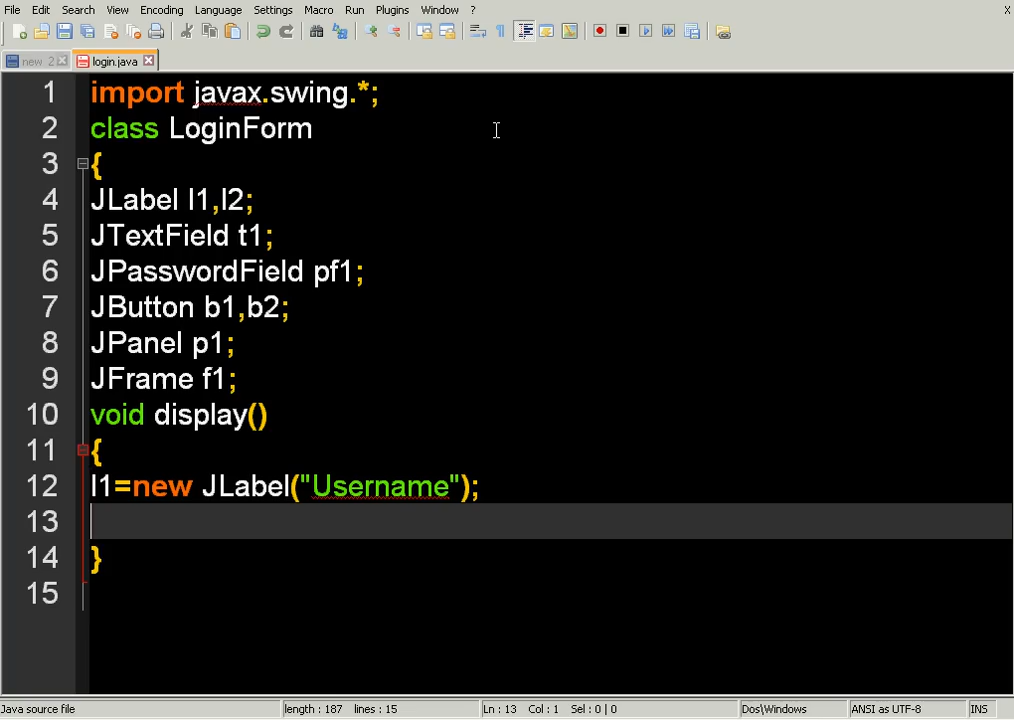 File Edit Search View Encoding Language Settings Macro Run Plugins Window ? X
new 2 login.java
1 import javax.swing.*;
2 class LoginForm
3 {
4 JLabel l1,l2;
5 JTextField t1;
6 JPasswordField pf1;
7 JButton b1,b2;
8 JPanel p1;
9 JFrame f1;
10 void display()
11 {
12 l1=new JLabel("Username");
13
14 }
15
Java source file length : 187 lines : 15 Ln : 13 Col : 1 Sel : 0 | 0 Dos\Windows ANSI as UTF-8 INS